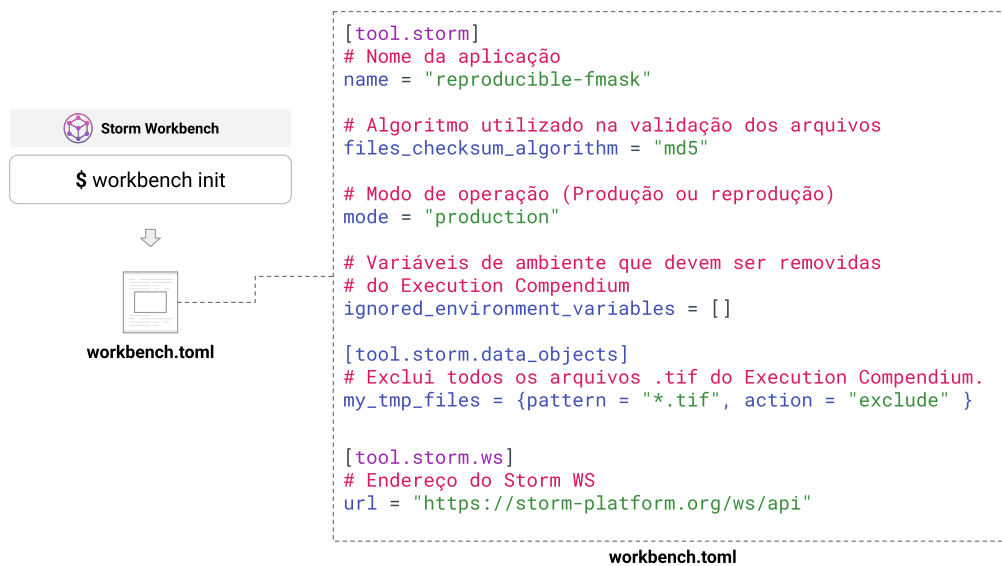 Storm Workbench
$ workbench init
workbench.toml
[tool.storm]
# Nome da aplicação
name = "reproducible-fmask"
# Algoritmo utilizado na validação dos arquivos
files_checksum_algorithm = "md5"
# Modo de operação (Produção ou reprodução)
mode = "production"
# Variáveis de ambiente que devem ser removidas
# do Execution Compendium
ignored_environment_variables = []
[tool.storm.data_objects]
# Exclui todos os arquivos .tif do Execution Compendium.
my_tmp_files = {pattern = "*.tif", action = "exclude" }
[tool.storm.ws]
# Endereço do Storm WS
url = "https://storm-platform.org/ws/api"
workbench.toml